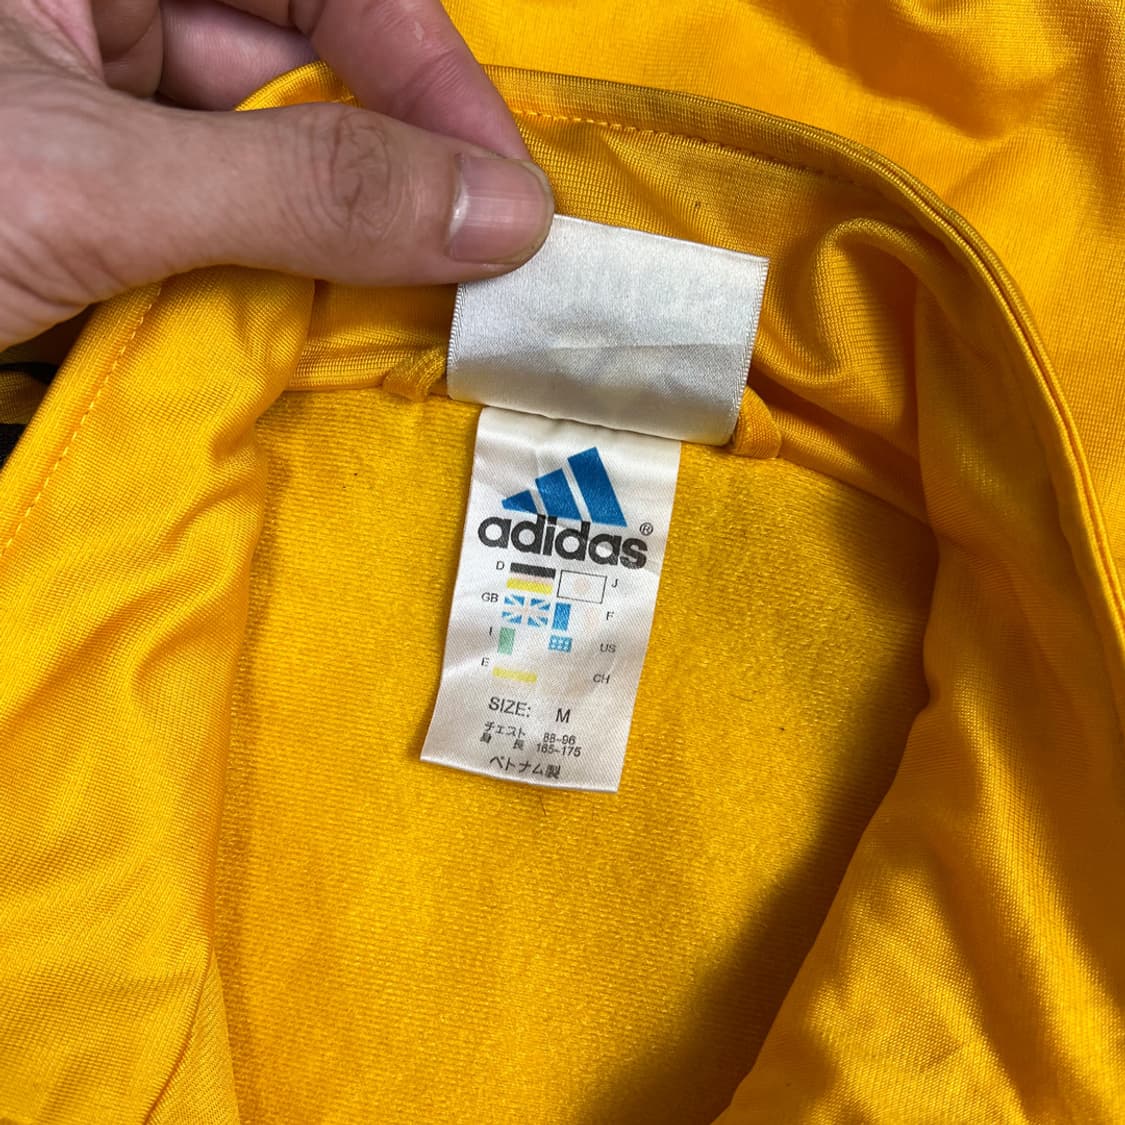 adidas®
D J
GB F
I US
E CH
SIZE: M
チェスト 88-96
身 長 165-175
ベトナム製